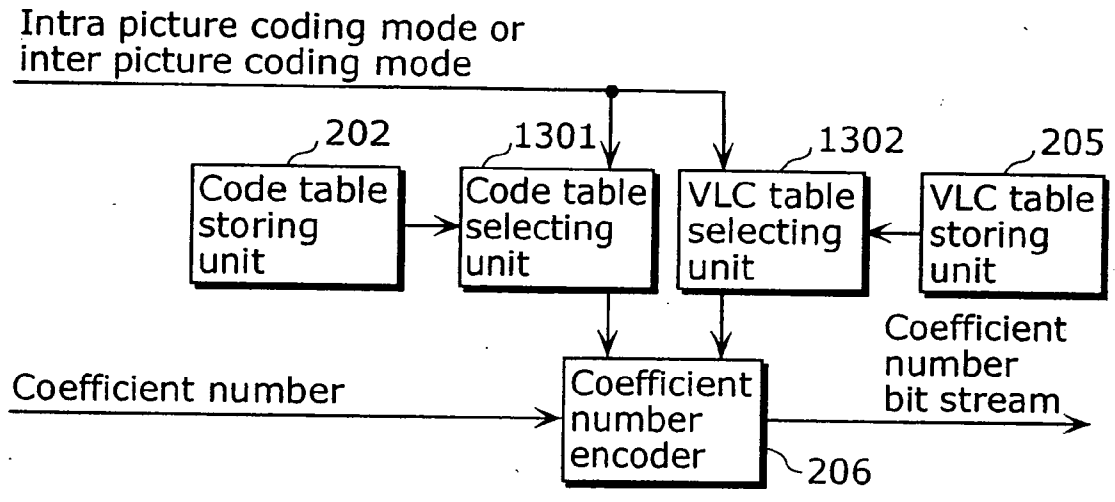 Intra picture coding mode or
inter picture coding mode
202
1301
1302
205
Code table
storing
unit
Code table
selecting
unit
VLC table
selecting
unit
VLC table
storing
unit
Coefficient number
Coefficient
number
encoder
206
Coefficient
number
bit stream